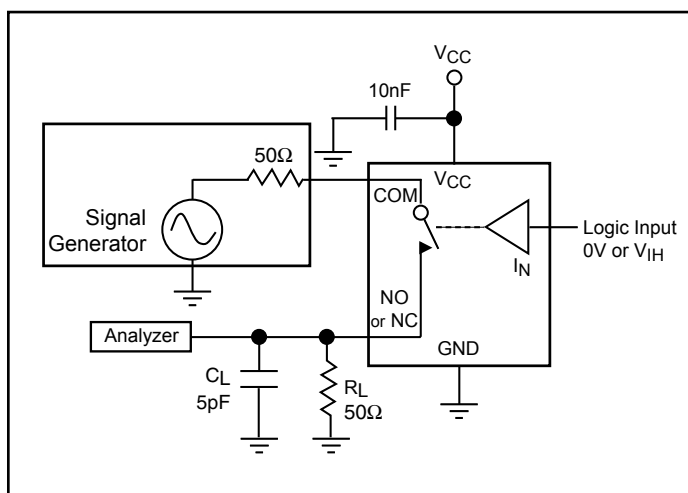 VCC
10nF
50Ω
VCC
COM
Signal
Generator
Logic Input
0V or VIH
IN
NO
or NC
Analyzer
GND
CL
5pF
RL
50Ω